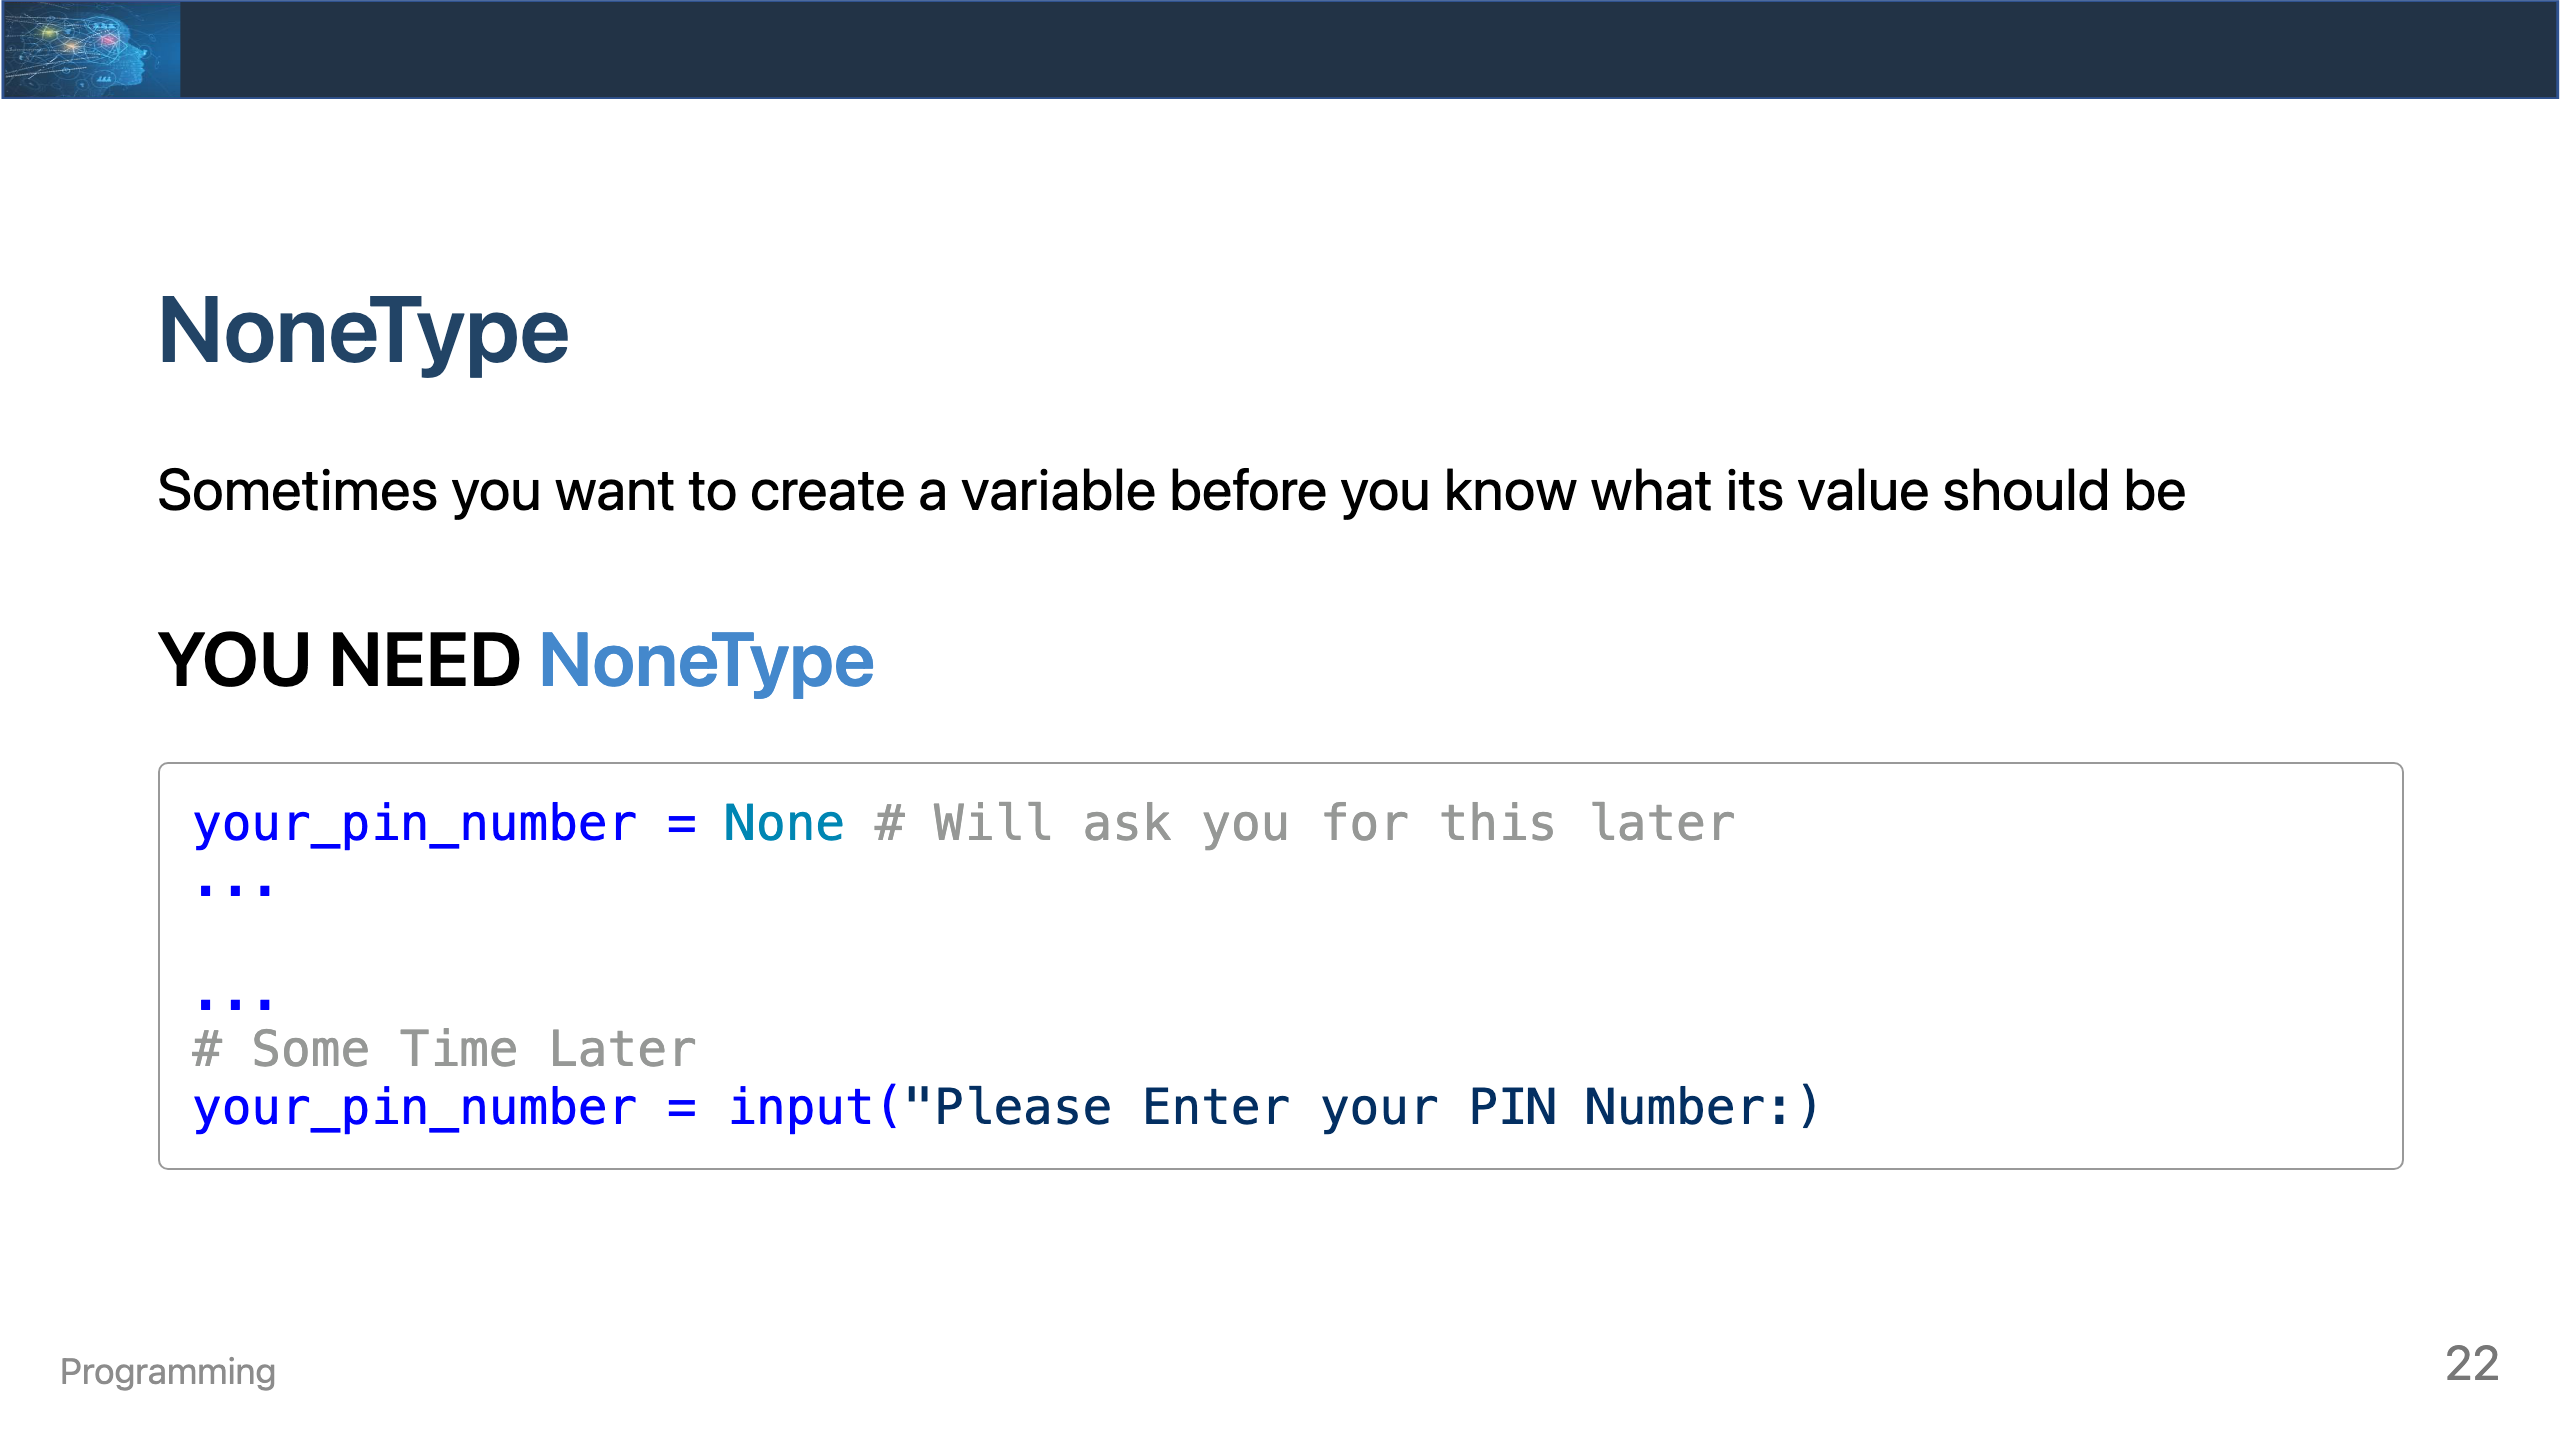 NoneType
Sometimes you want to create a variable before you know what its value should be
YOU NEED NoneType
your_pin_number = None # Will ask you for this later
...
...
# Some Time Later
your_pin_number = input("Please Enter your PIN Number:)
Programming
22